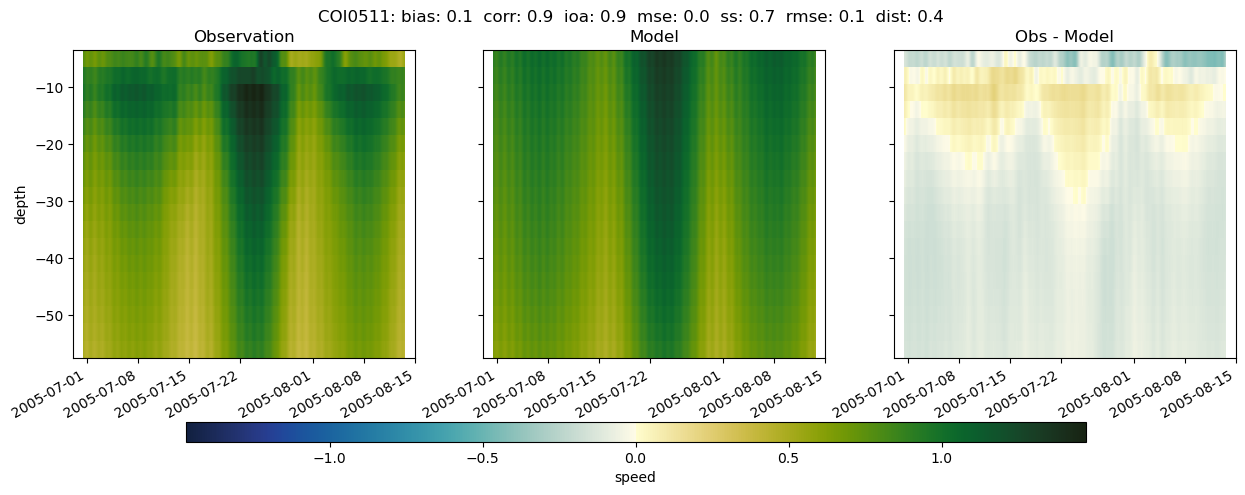 COI0511: bias: 0.1 corr: 0.9 ioa: 0.9 mse: 0.0 ss: 0.7 rmse: 0.1 dist: 0.4
Observation Model Obs - Model
depth
−10
−20
−30
−40
−50
2005-07-01 2005-07-08 2005-07-15 2005-07-22 2005-08-01 2005-08-08 2005-08-15
2005-07-01 2005-07-08 2005-07-15 2005-07-22 2005-08-01 2005-08-08 2005-08-15
2005-07-01 2005-07-08 2005-07-15 2005-07-22 2005-08-01 2005-08-08 2005-08-15
−1.0 −0.5 0.0 0.5 1.0
speed